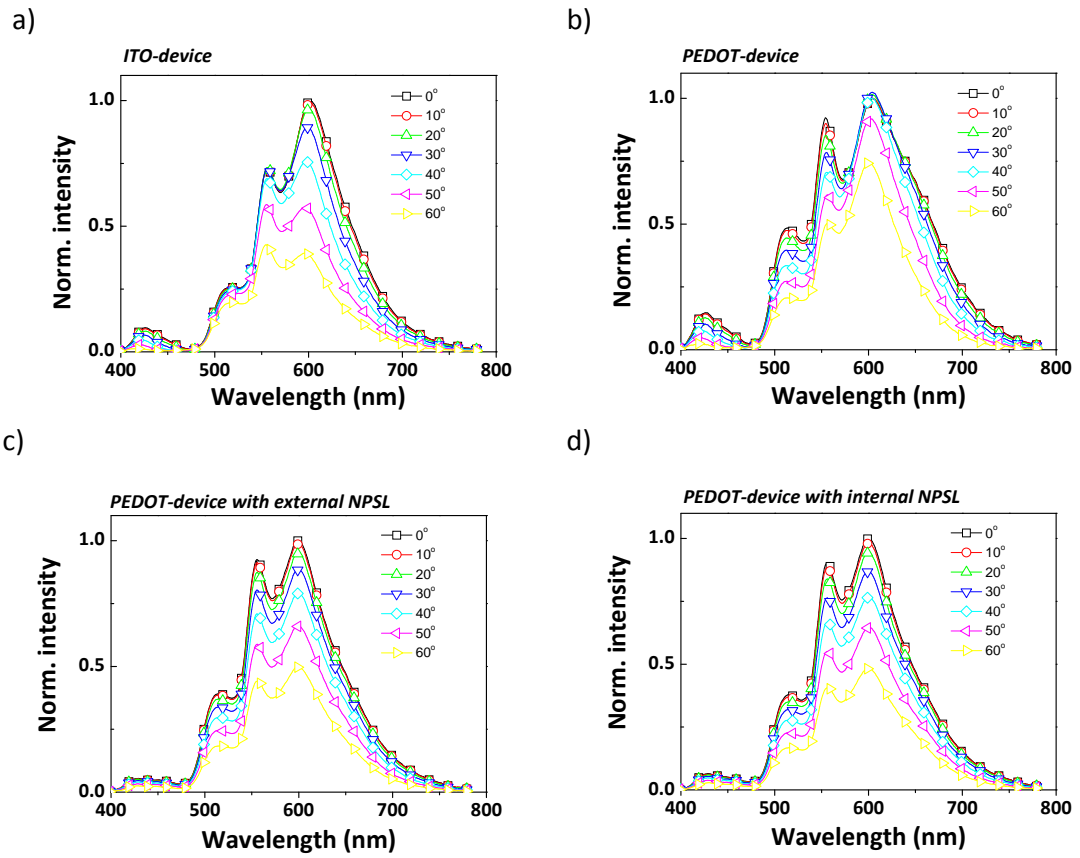 a)
ITO-device
Norm. intensity
1.0
0.5
0.0
0°
10°
20°
30°
40°
50°
60°
400 500 600 700 800
Wavelength (nm)
b)
PEDOT-device
Norm. intensity
1.0
0.5
0.0
0°
10°
20°
30°
40°
50°
60°
400 500 600 700 800
Wavelength (nm)
c)
PEDOT-device with external NPSL
Norm. intensity
1.0
0.5
0.0
0°
10°
20°
30°
40°
50°
60°
400 500 600 700 800
Wavelength (nm)
d)
PEDOT-device with internal NPSL
Norm. intensity
1.0
0.5
0.0
0°
10°
20°
30°
40°
50°
60°
400 500 600 700 800
Wavelength (nm)